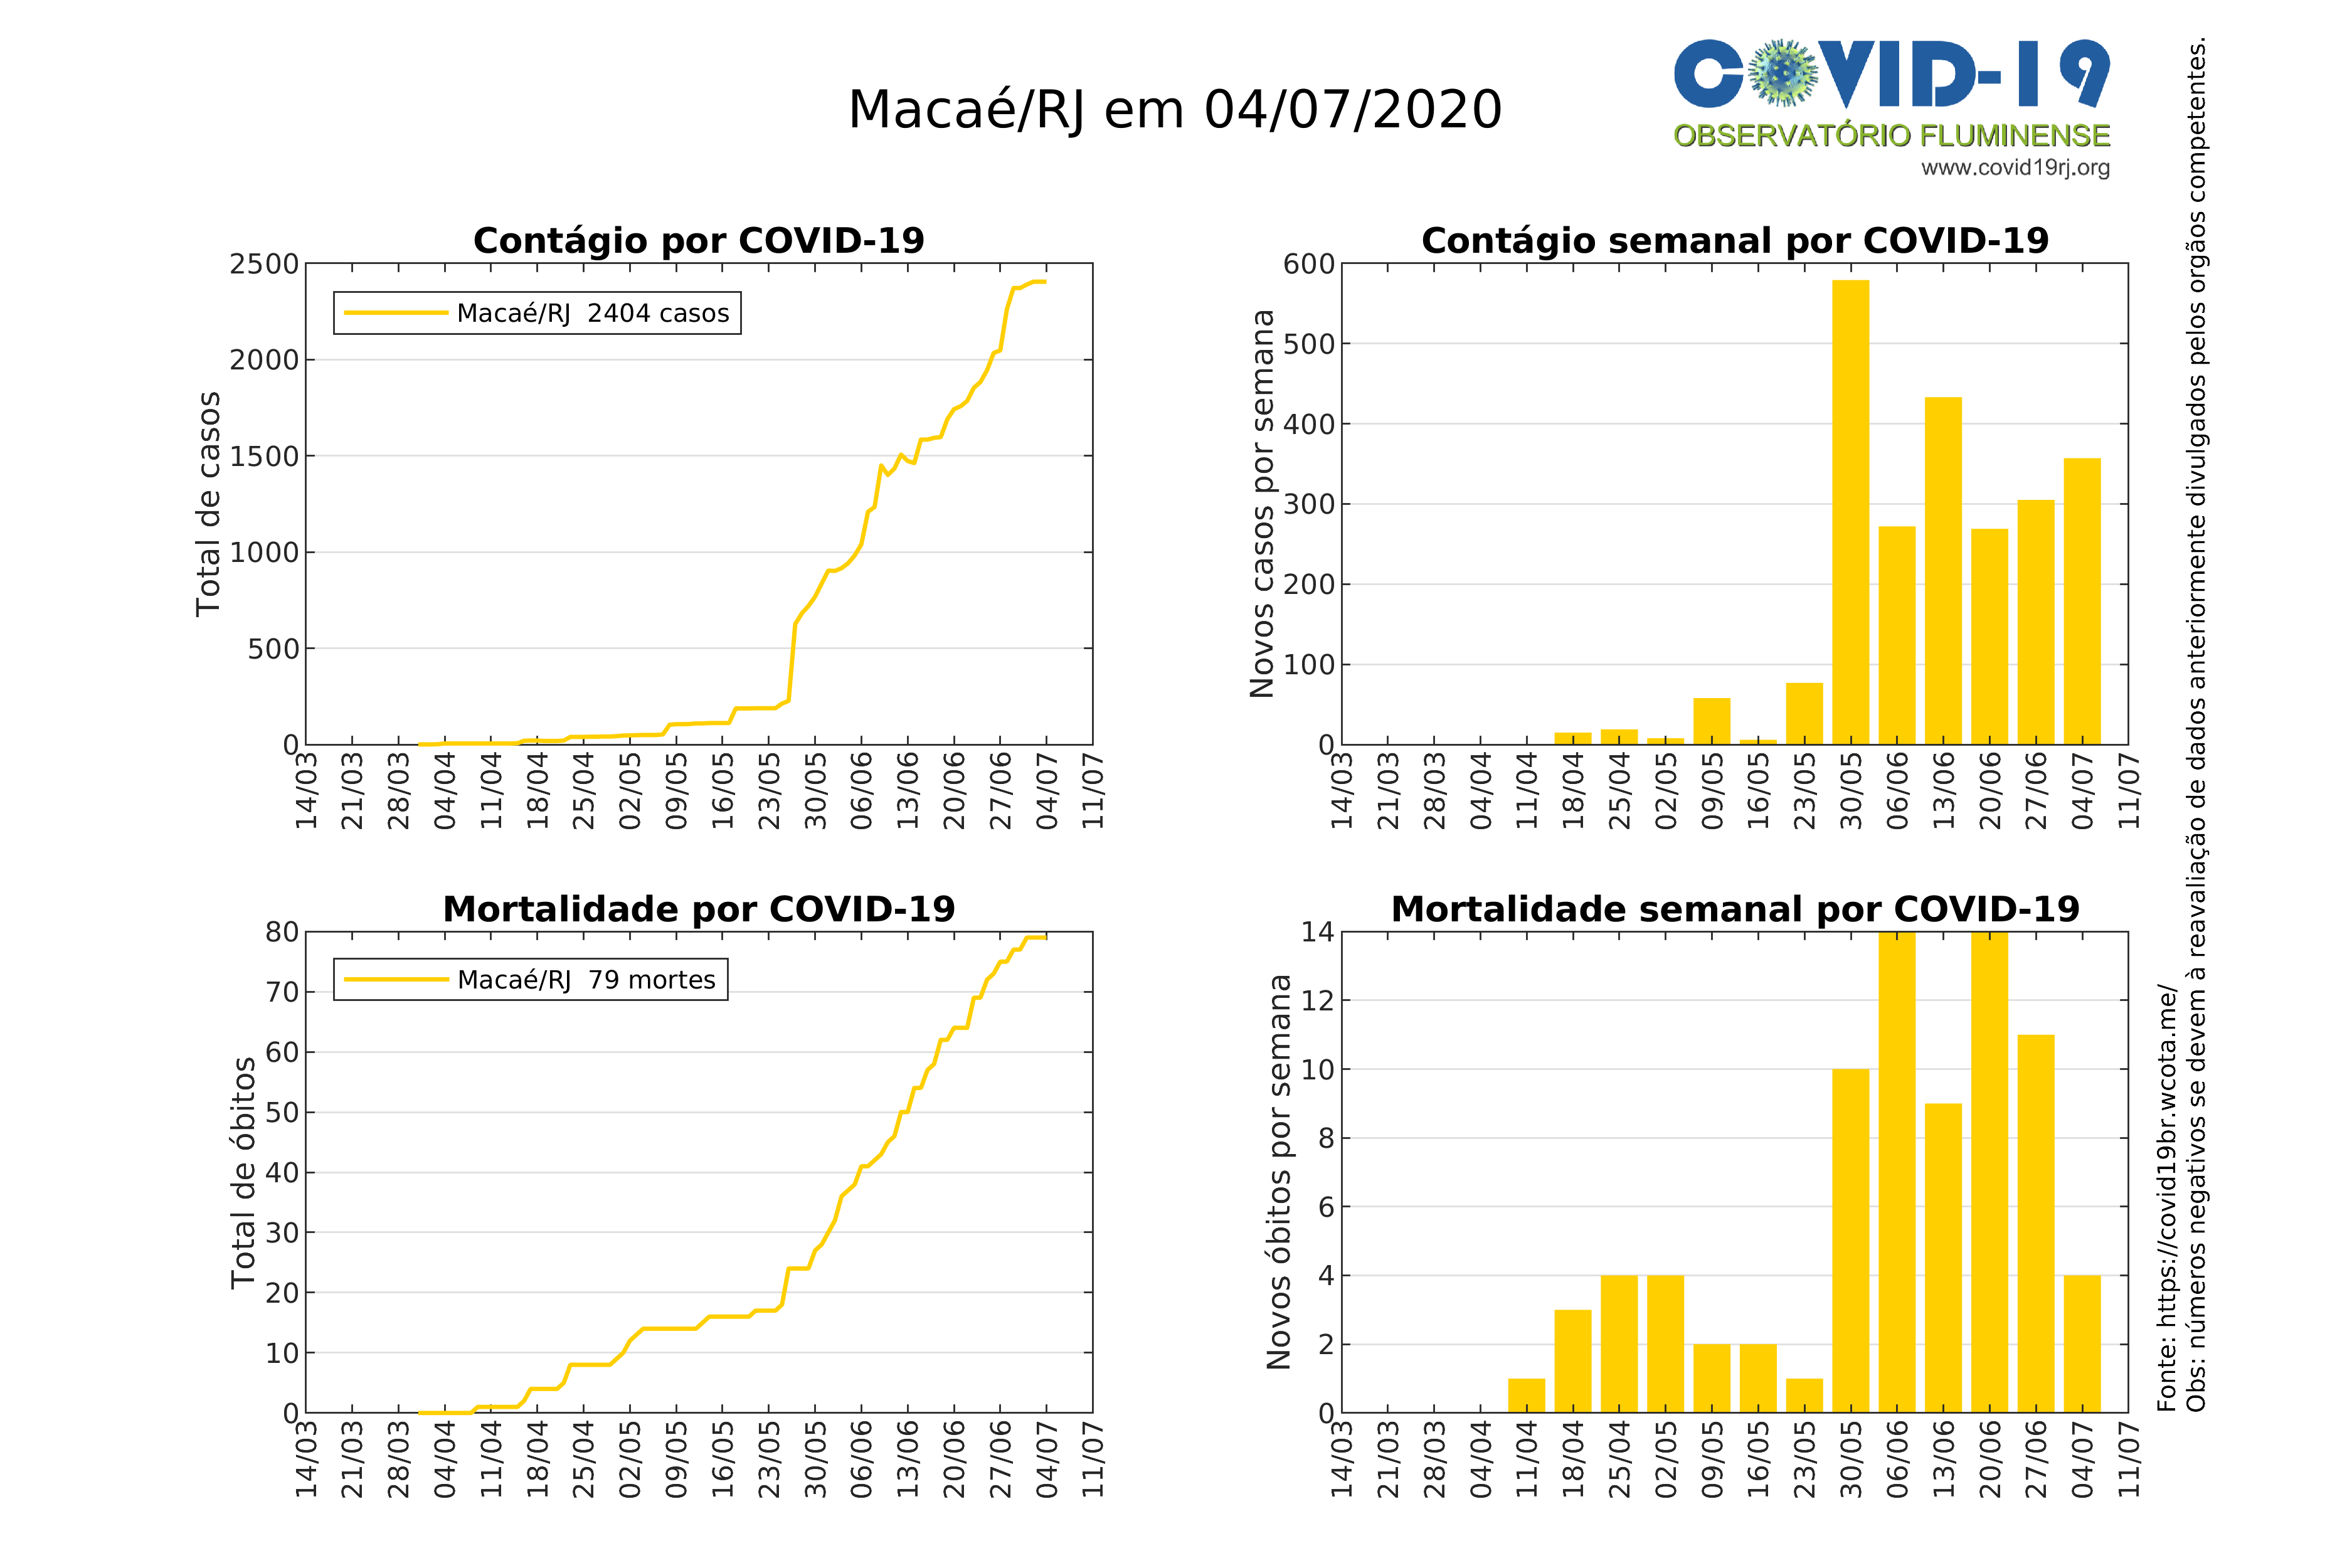 Macaé/RJ em 04/07/2020
COVID-19
OBSERVATÓRIO FLUMINENSE
www.covid19rj.org
Contágio por COVID-19
Total de casos
2500
2000
1500
1000
500
0
Macaé/RJ 2404 casos
14/03 21/03 28/03 04/04 11/04 18/04 25/04 02/05 09/05 16/05 23/05 30/05 06/06 13/06 20/06 27/06 04/07 11/07
Contágio semanal por COVID-19
Novos casos por semana
600
500
400
300
200
100
0
14/03 21/03 28/03 04/04 11/04 18/04 25/04 02/05 09/05 16/05 23/05 30/05 06/06 13/06 20/06 27/06 04/07 11/07
Mortalidade por COVID-19
Total de óbitos
80
70
60
50
40
30
20
10
0
Macaé/RJ 79 mortes
14/03 21/03 28/03 04/04 11/04 18/04 25/04 02/05 09/05 16/05 23/05 30/05 06/06 13/06 20/06 27/06 04/07 11/07
Mortalidade semanal por COVID-19
Novos óbitos por semana
14
12
10
8
6
4
2
0
14/03 21/03 28/03 04/04 11/04 18/04 25/04 02/05 09/05 16/05 23/05 30/05 06/06 13/06 20/06 27/06 04/07 11/07
Fonte: https://covid19br.wcota.me/
Obs: números negativos se devem à reavaliação de dados anteriormente divulgados pelos orgãos competentes.